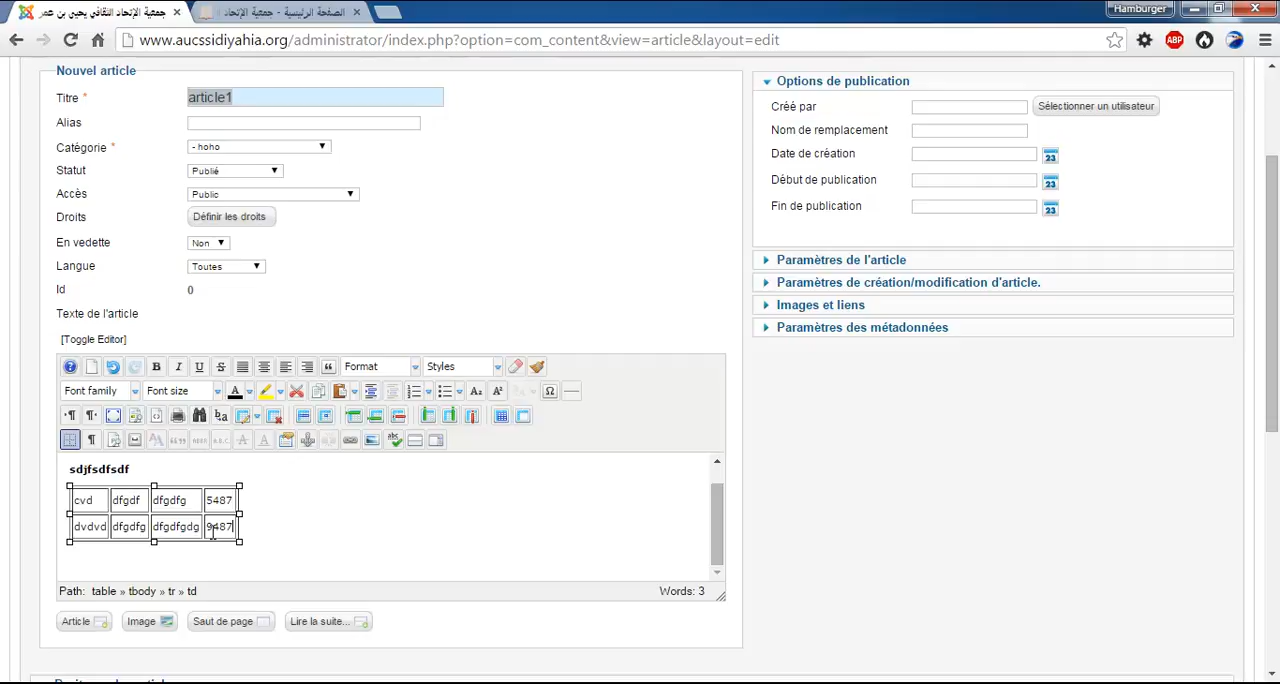 جمعية الإتحاد الثقافي يحيي بن عمر
الصفحة الرئيسية - جمعية الإتحاد
Hamburger
www.aucssidiyahia.org/administrator/index.php?option=com_content&view=article&layout=edit
ABP
Nouvel article
Titre *
article1
Alias
Catégorie *
- hoho
Statut
Publié
Accès
Public
Droits
Définir les droits
En vedette
Non
Langue
Toutes
Id
0
Texte de l'article
[Toggle Editor]
B I U S Format Styles
Font family Font size A
sdjfsdfsdf
cvd dfgdf dfgdfg 5487
dvdvd dfgdfg dfgdfgdg 9487
Path: table » tbody » tr » td
Words: 3
Article Image Saut de page Lire la suite...
Options de publication
Créé par
Sélectionner un utilisateur
Nom de remplacement
Date de création
23
Début de publication
23
Fin de publication
23
Paramètres de l'article
Paramètres de création/modification d'article.
Images et liens
Paramètres des métadonnées